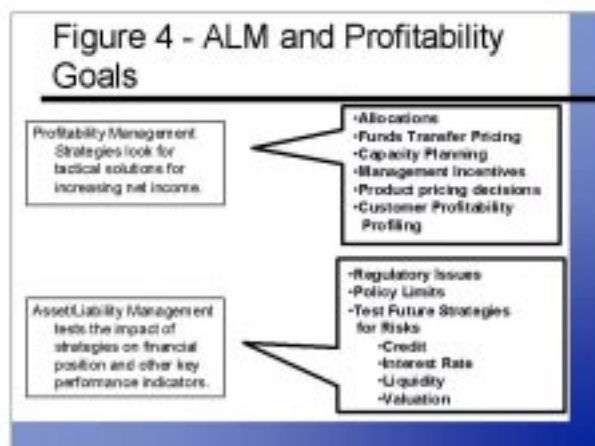 Figure 4 - ALM and Profitability
Goals
Profitability Management
Strategies look for
tactical solutions for
increasing net income.
•Allocations
•Funds Transfer Pricing
•Capacity Planning
•Management Incentives
•Product pricing decisions
•Customer Profitability
Profiling
Asset/Liability Management
tests the impact of
strategies on financial
position and other key
performance indicators.
•Regulatory Issues
•Policy Limits
•Test Future Strategies
for Risks
•Credit
•Interest Rate
•Liquidity
•Valuation